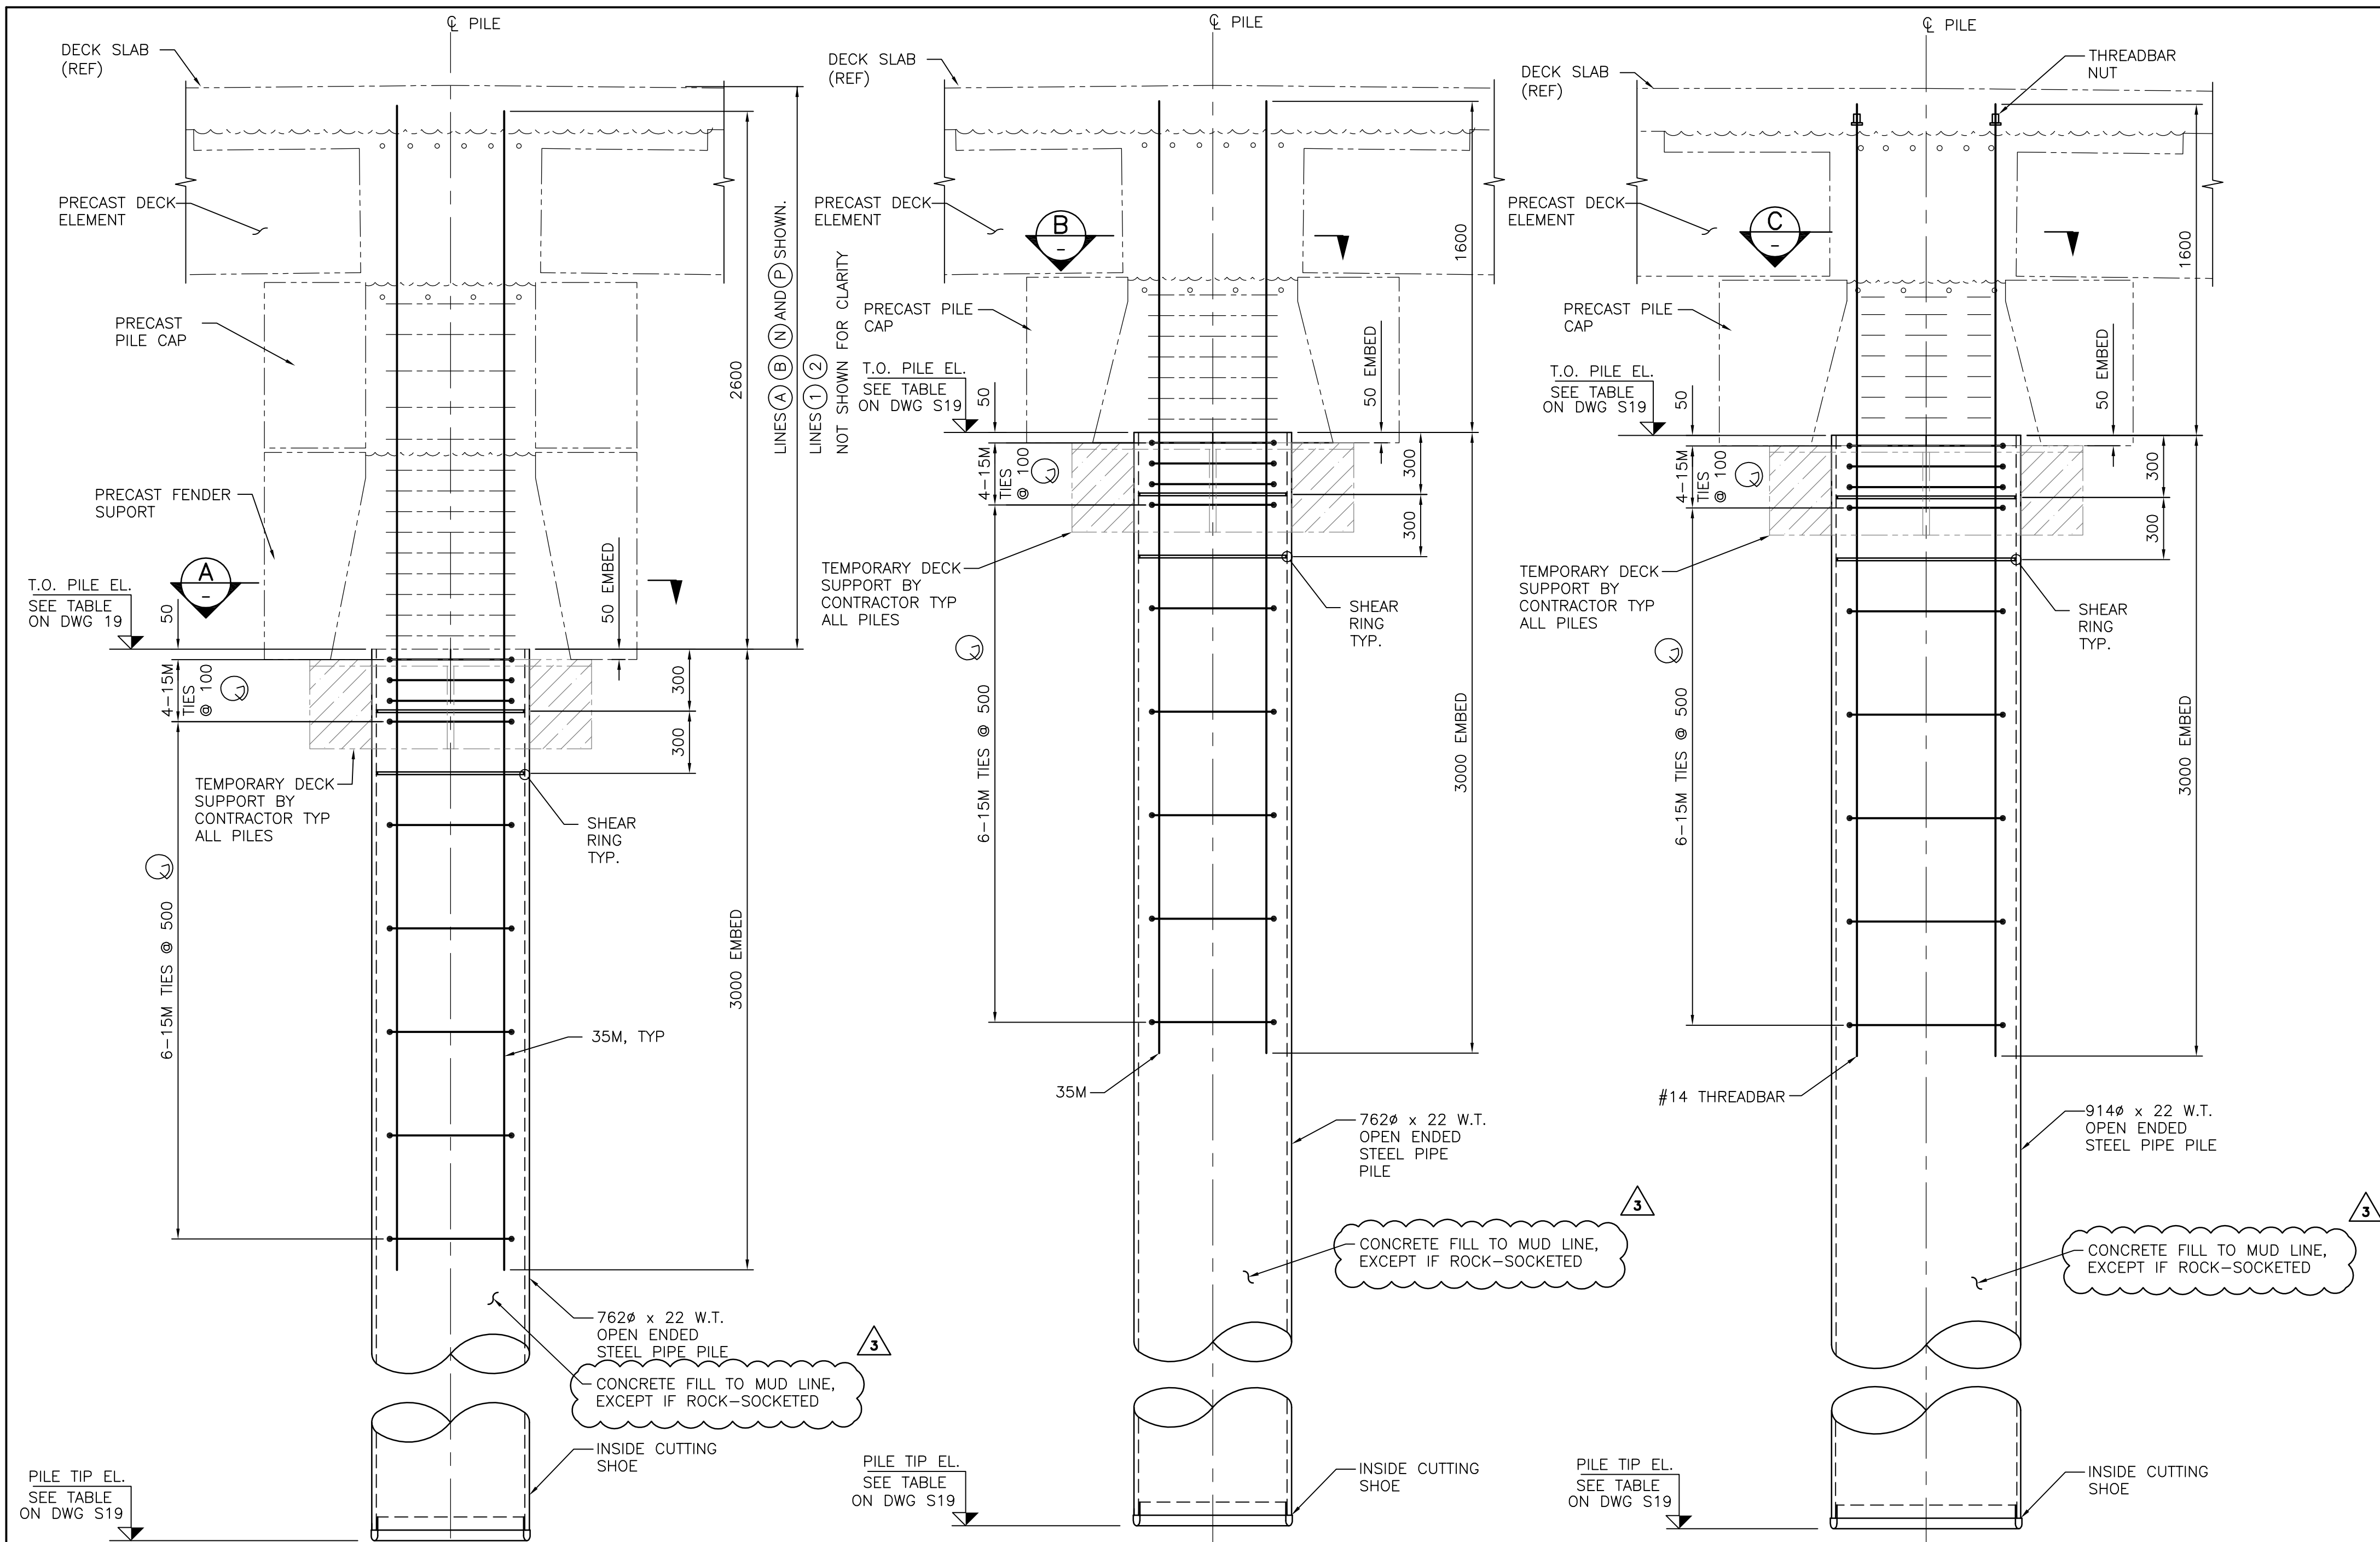 ℄ PILE
DECK SLAB
(REF)
PRECAST DECK
ELEMENT
PRECAST
PILE CAP
PRECAST FENDER
SUPORT
A
-
T.O. PILE EL.
SEE TABLE
ON DWG 19
50
4-15M
TIES
@ 100
6-15M TIES @ 500
TEMPORARY DECK
SUPPORT BY
CONTRACTOR TYP
ALL PILES
50 EMBED
300
300
SHEAR
RING
TYP.
2600
3000 EMBED
LINES A B N AND P SHOWN.
LINES 1 2
NOT SHOWN FOR CLARITY
35M, TYP
762ø x 22 W.T.
OPEN ENDED
STEEL PIPE PILE
3
CONCRETE FILL TO MUD LINE,
EXCEPT IF ROCK-SOCKETED
INSIDE CUTTING
SHOE
PILE TIP EL.
SEE TABLE
ON DWG S19
℄ PILE
DECK SLAB
(REF)
PRECAST DECK
ELEMENT
B
-
PRECAST PILE
CAP
T.O. PILE EL.
SEE TABLE
ON DWG S19
50
4-15M
TIES
@ 100
6-15M TIES @ 500
TEMPORARY DECK
SUPPORT BY
CONTRACTOR TYP
ALL PILES
1600
50 EMBED
300
300
SHEAR
RING
TYP.
3000 EMBED
35M
762ø x 22 W.T.
OPEN ENDED
STEEL PIPE
PILE
3
CONCRETE FILL TO MUD LINE,
EXCEPT IF ROCK-SOCKETED
INSIDE CUTTING
SHOE
PILE TIP EL.
SEE TABLE
ON DWG S19
℄ PILE
DECK SLAB
(REF)
THREADBAR
NUT
PRECAST DECK
ELEMENT
C
-
PRECAST PILE
CAP
T.O. PILE EL.
SEE TABLE
ON DWG S19
50
4-15M
TIES
@ 100
6-15M TIES @ 500
TEMPORARY DECK
SUPPORT BY
CONTRACTOR TYP
ALL PILES
1600
50 EMBED
300
300
SHEAR
RING
TYP.
3000 EMBED
#14 THREADBAR
914ø x 22 W.T.
OPEN ENDED
STEEL PIPE PILE
3
CONCRETE FILL TO MUD LINE,
EXCEPT IF ROCK-SOCKETED
INSIDE CUTTING
SHOE
PILE TIP EL.
SEE TABLE
ON DWG S19